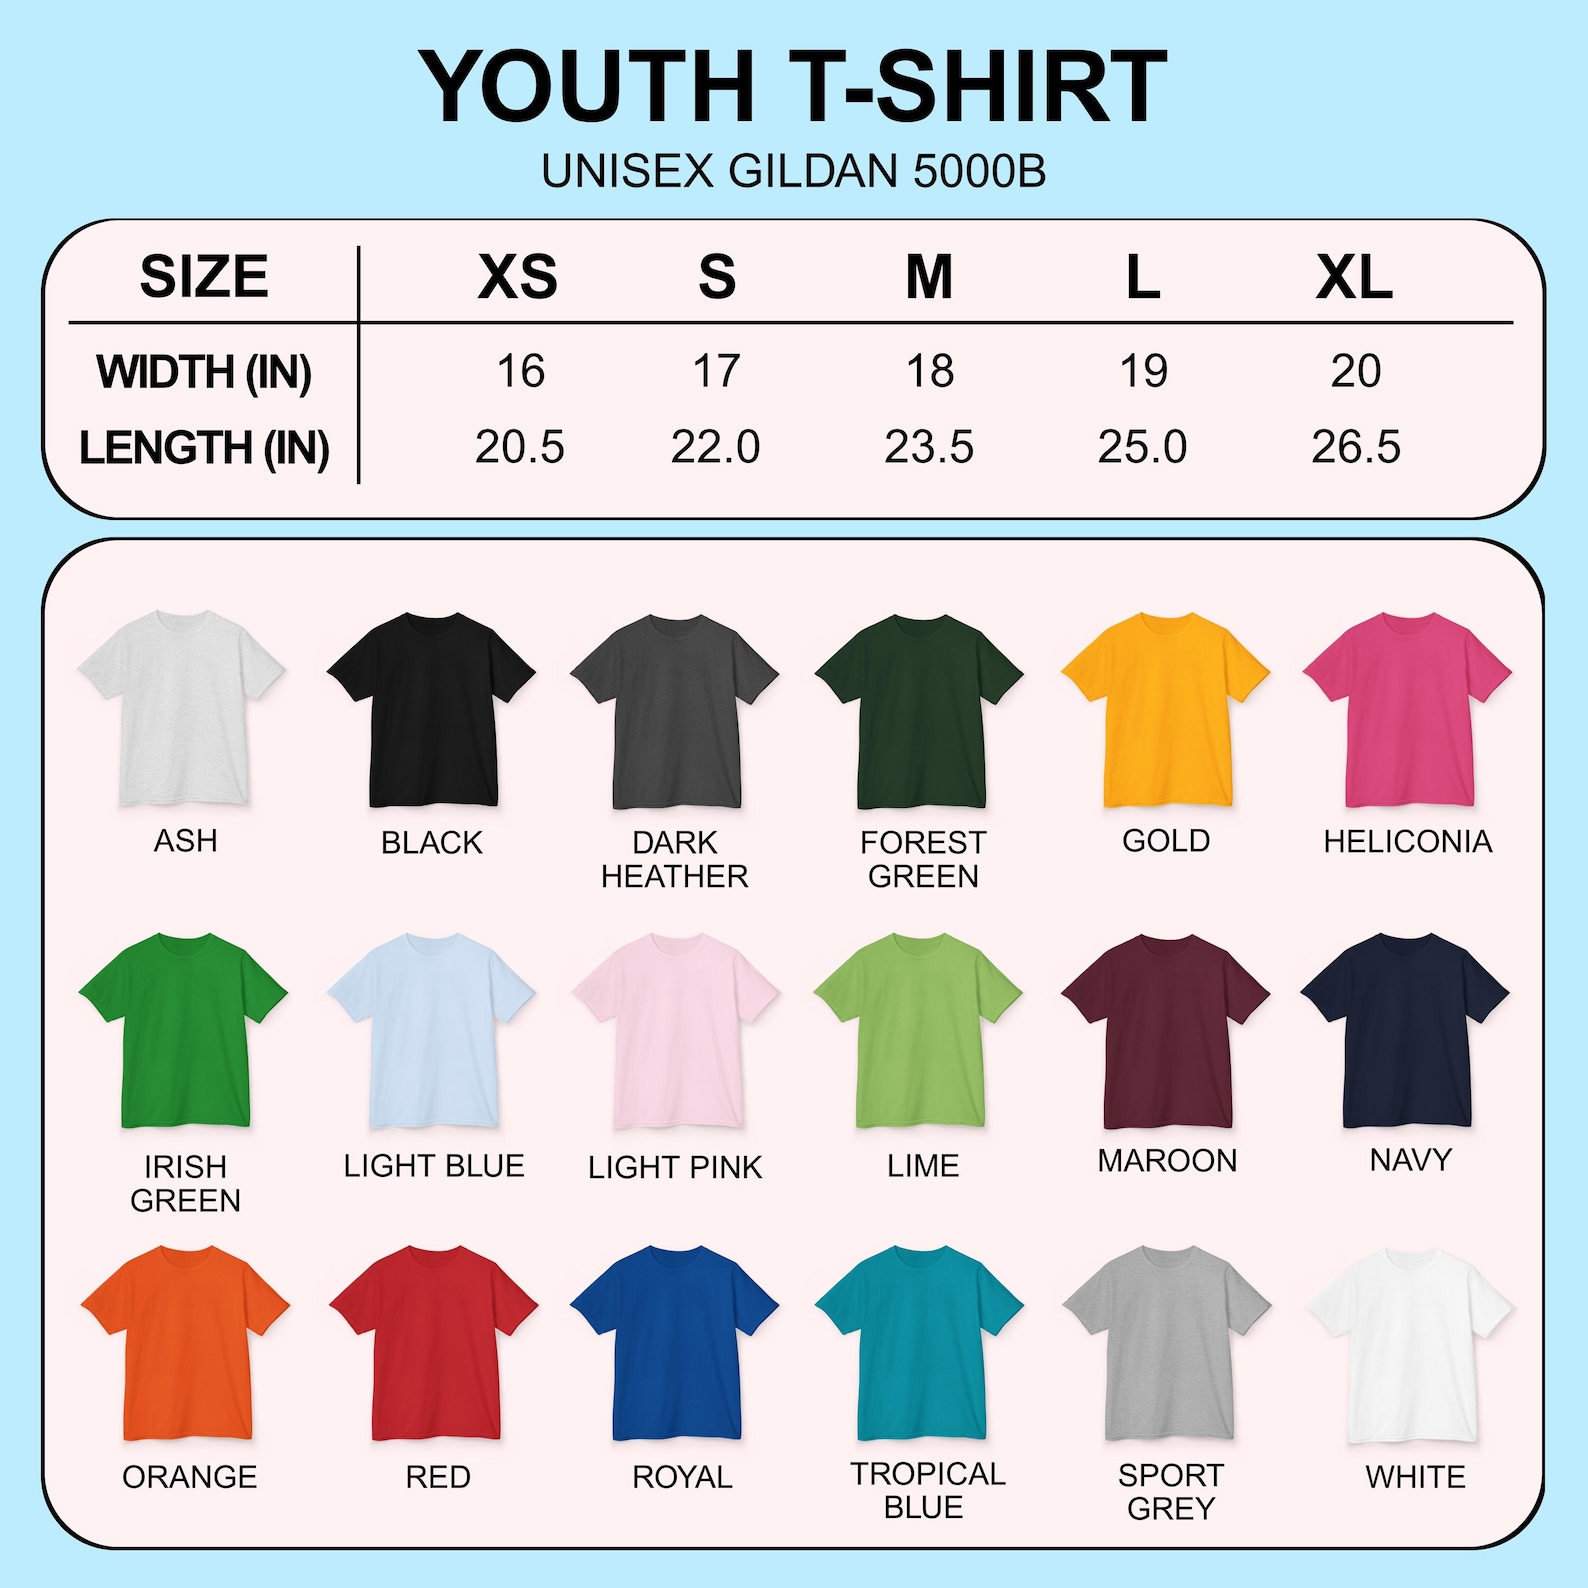 YOUTH T-SHIRT
UNISEX GILDAN 5000B
SIZE XS S M L XL
WIDTH (IN) 16 17 18 19 20
LENGTH (IN) 20.5 22.0 23.5 25.0 26.5
ASH
BLACK
DARK
HEATHER
FOREST
GREEN
GOLD
HELICONIA
IRISH
GREEN
LIGHT BLUE
LIGHT PINK
LIME
MAROON
NAVY
ORANGE
RED
ROYAL
TROPICAL
BLUE
SPORT
GREY
WHITE